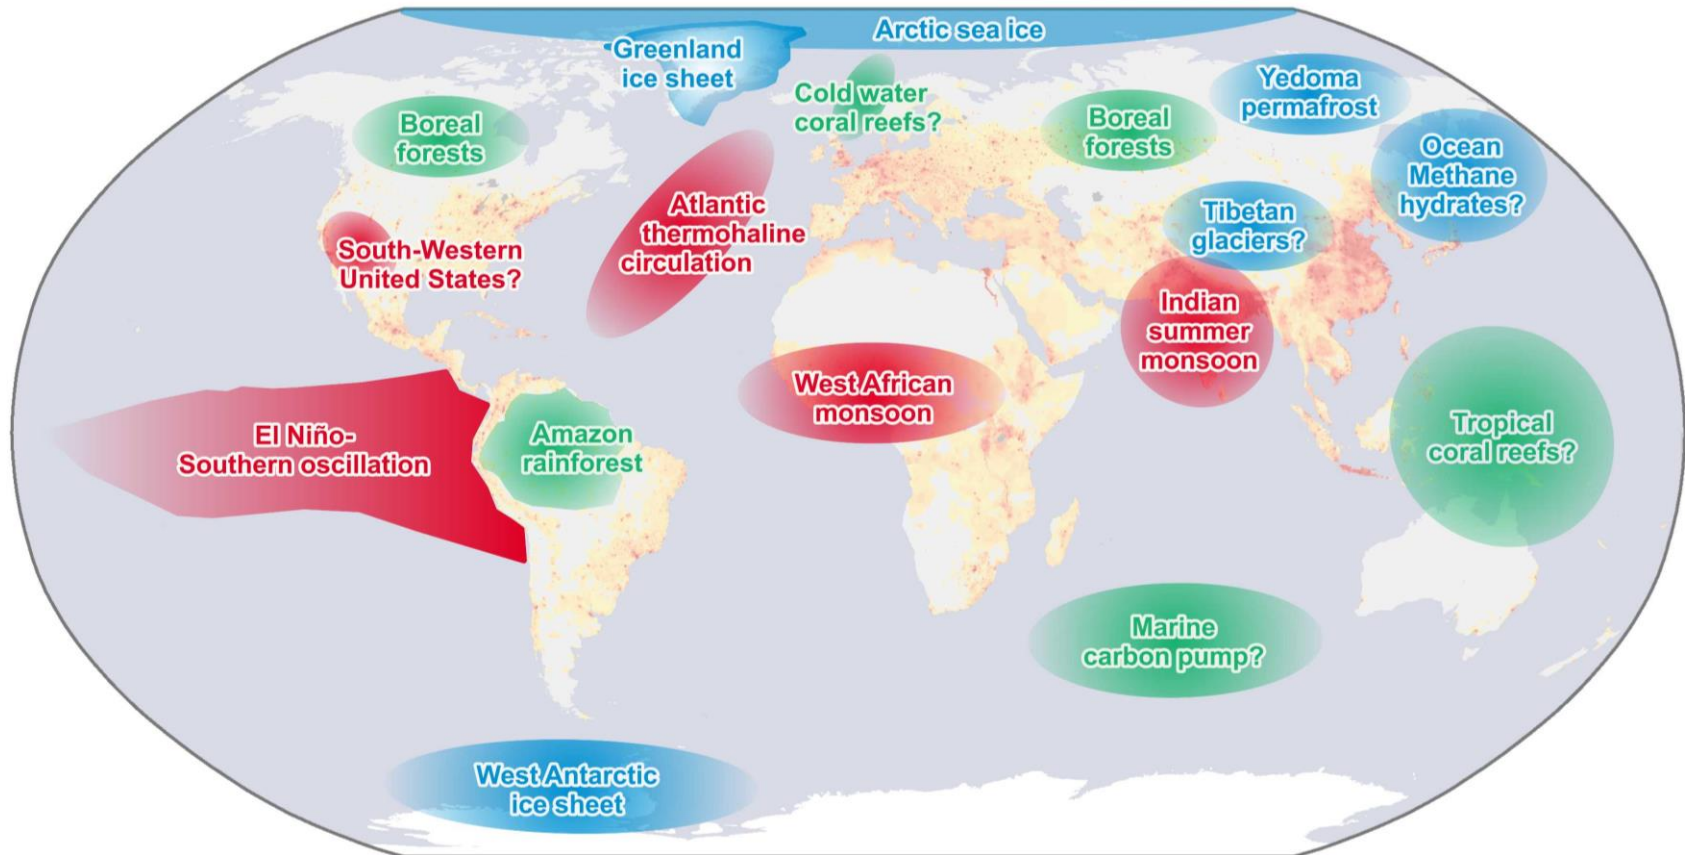 Arctic sea ice
Greenland
ice sheet
Cold water
coral reefs?
Yedoma
permafrost
Boreal
forests
Boreal
forests
Ocean
Methane
hydrates?
Atlantic
thermohaline
circulation
Tibetan
glaciers?
South-Western
United States?
Indian
summer
monsoon
West African
monsoon
El Niño-
Southern oscillation
Amazon
rainforest
Tropical
coral reefs?
Marine
carbon pump?
West Antarctic
ice sheet